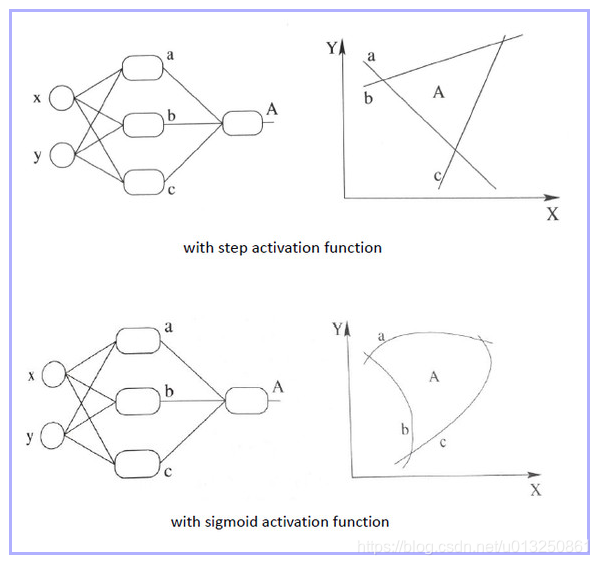 a
x
b
A
y
c
Y
a
b
A
c
X
with step activation function
a
x
b
A
y
c
Y
a
A
b
c
X
with sigmoid activation function
https://blog.csdn.net/u013250861